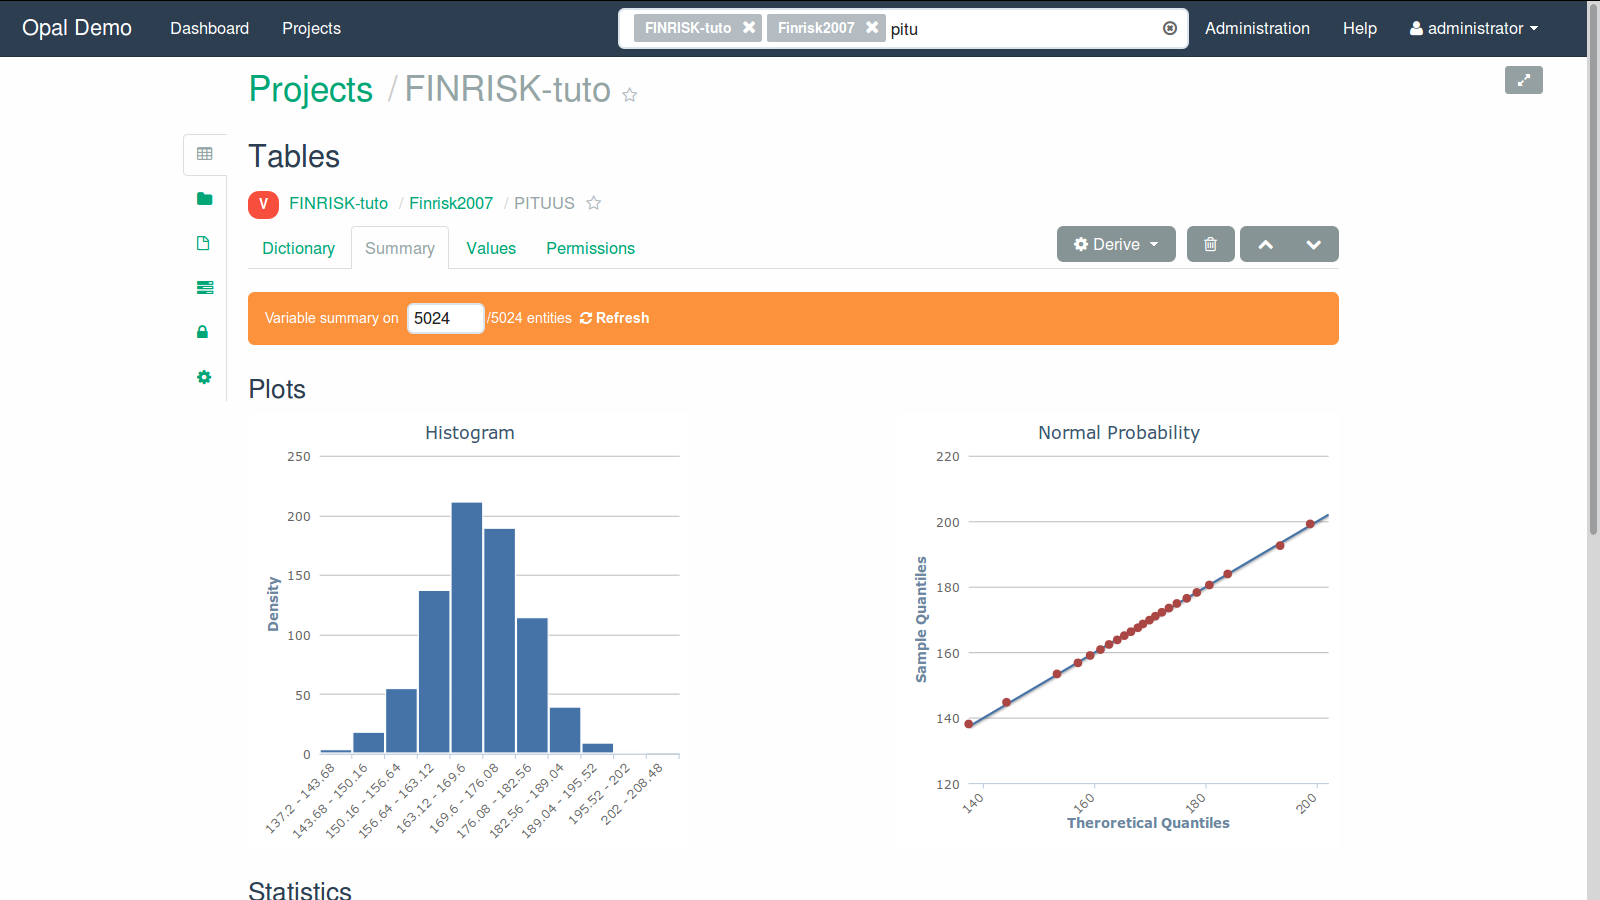 Opal Demo Dashboard Projects FINRISK-tuto Finrisk2007 pitu Administration Help administrator
Projects / FINRISK-tuto
Tables
V FINRISK-tuto / Finrisk2007 / PITUUS
Dictionary Summary Values Permissions Derive
Variable summary on 5024 /5024 entities Refresh
Plots
Histogram
250
200
150
100
50
0
Density
137.2 - 143.68
143.68 - 150.16
150.16 - 156.64
156.64 - 163.12
163.12 - 169.6
169.6 - 176.08
176.08 - 182.56
182.56 - 189.04
189.04 - 195.52
195.52 - 202
202 - 208.48
Normal Probability
220
200
180
160
140
120
Sample Quantiles
140
160
180
200
Theroretical Quantiles
Statistics